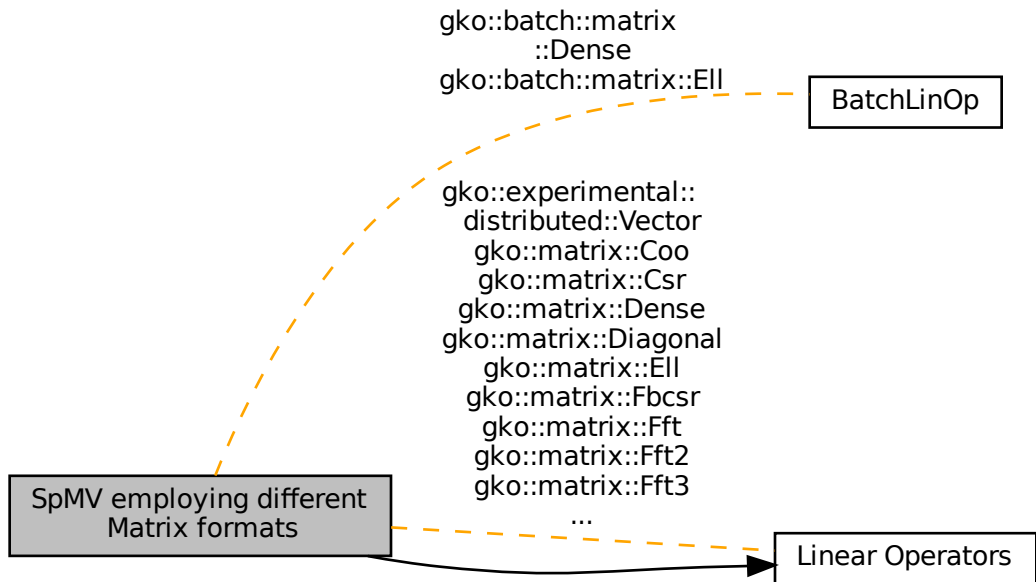 gko::batch::matrix
::Dense
gko::batch::matrix::Ell
BatchLinOp
gko::experimental::
distributed::Vector
gko::matrix::Coo
gko::matrix::Csr
gko::matrix::Dense
gko::matrix::Diagonal
gko::matrix::Ell
gko::matrix::Fbcsr
gko::matrix::Fft
gko::matrix::Fft2
gko::matrix::Fft3
...
SpMV employing different
Matrix formats
Linear Operators